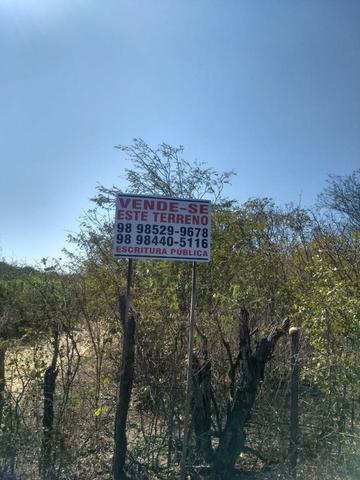 VENDE-SE
ESTE TERRENO
98 98529-9678
98 98440-5116
ESCRITURA PÚBLICA